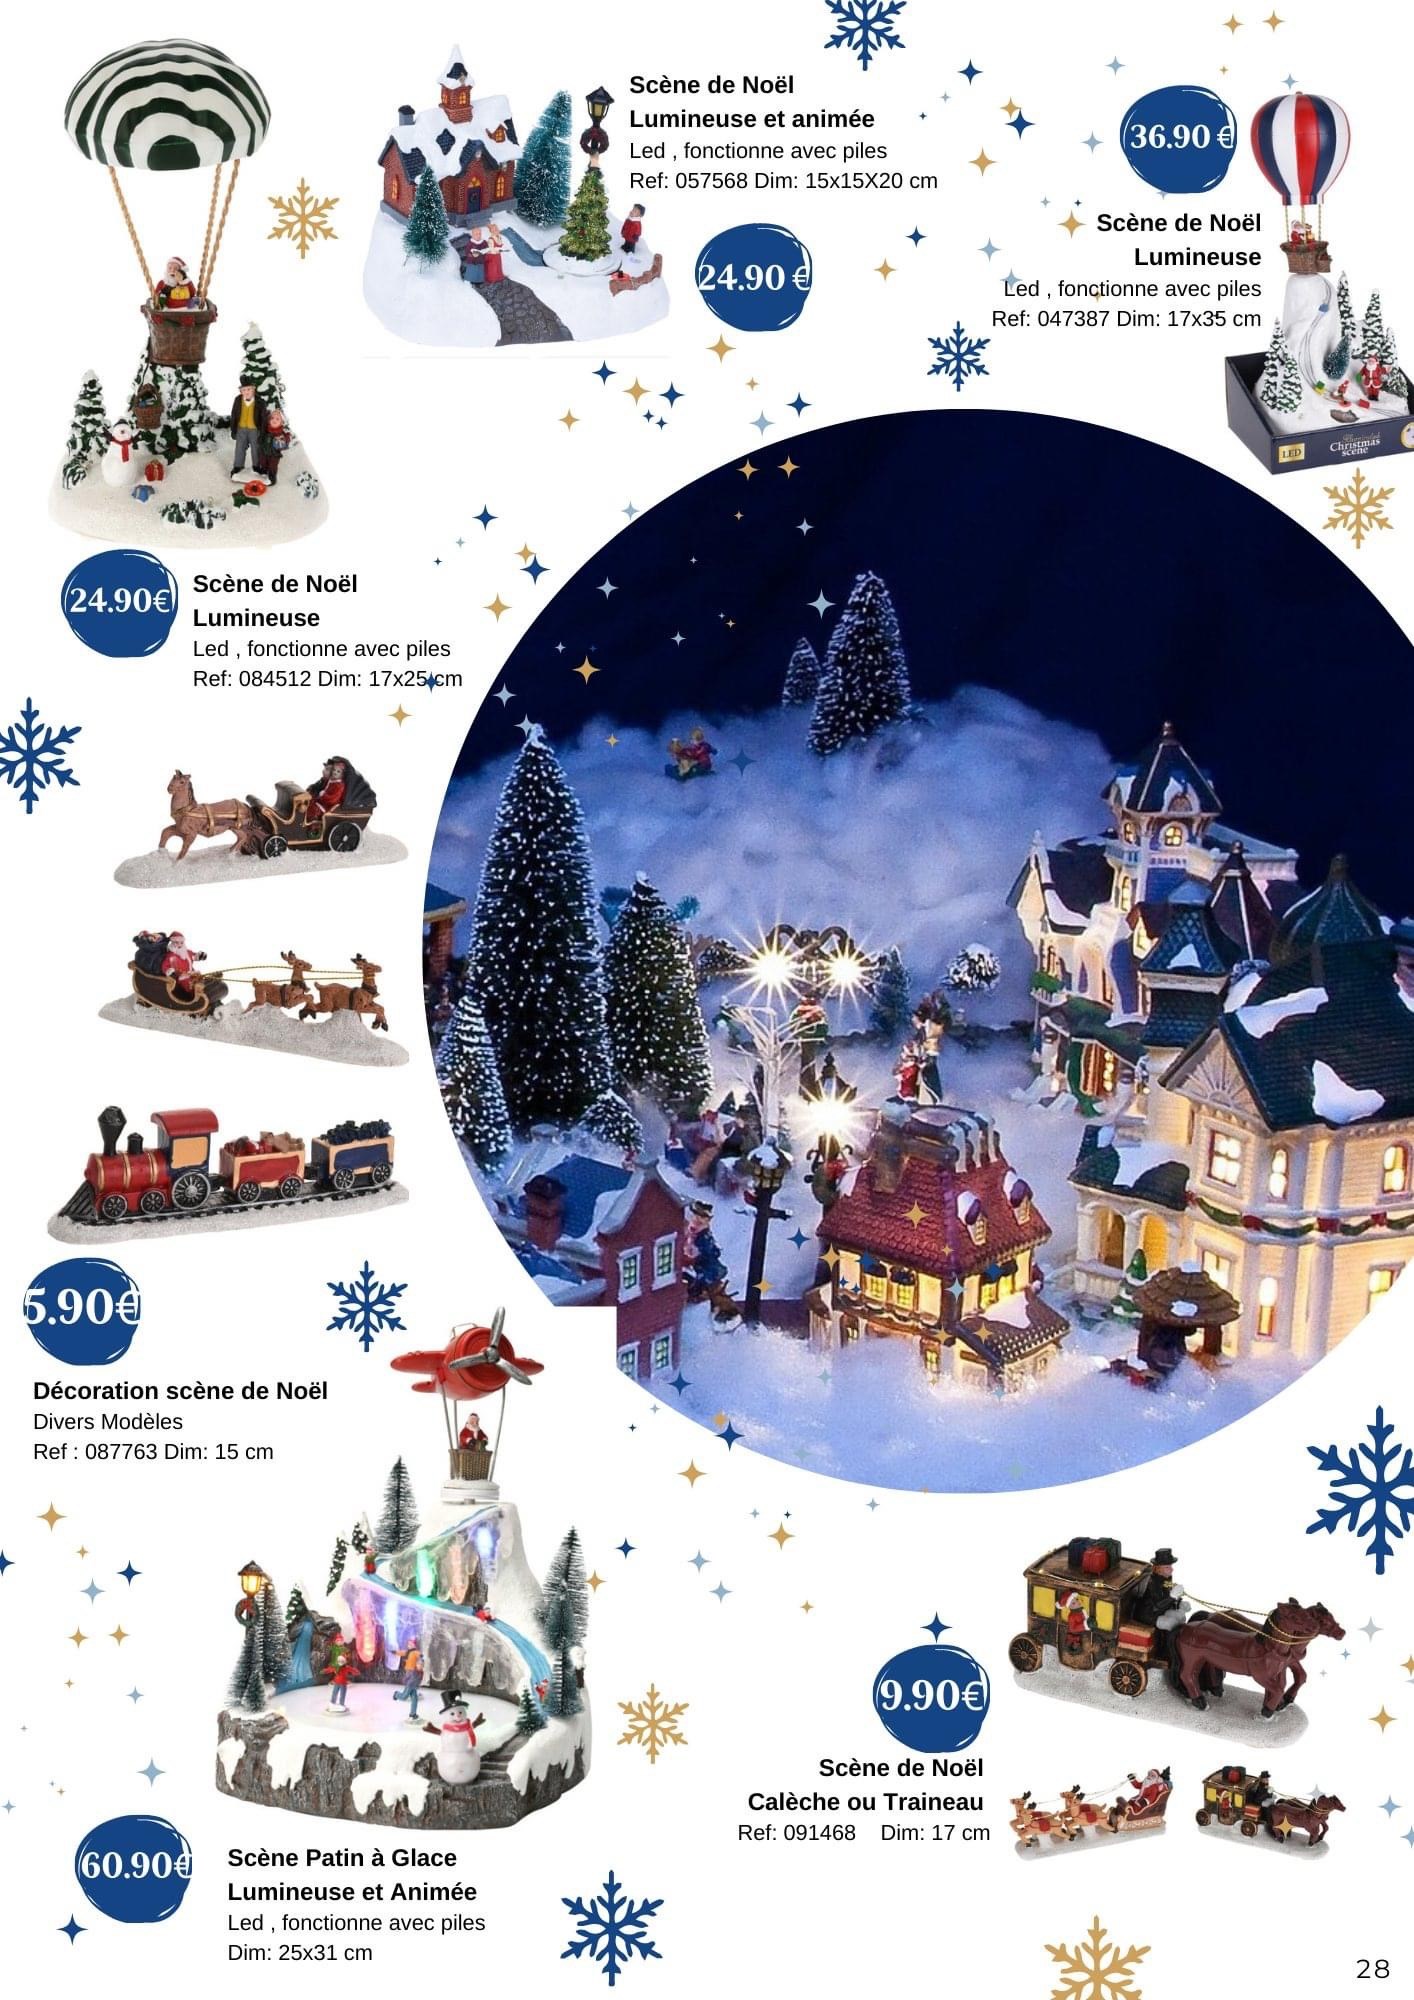 Scène de Noël
Lumineuse et animée
Led , fonctionne avec piles
Ref: 057568 Dim: 15x15X20 cm
24.90 €
36.90 €
Scène de Noël
Lumineuse
Led , fonctionne avec piles
Ref: 047387 Dim: 17x35 cm
LED
Illuminated
Christmas
scene
24.90€
Scène de Noël
Lumineuse
Led , fonctionne avec piles
Ref: 084512 Dim: 17x25 cm
5.90€
Décoration scène de Noël
Divers Modèles
Ref : 087763 Dim: 15 cm
9.90€
Scène de Noël
Calèche ou Traineau
Ref: 091468 Dim: 17 cm
60.90€
Scène Patin à Glace
Lumineuse et Animée
Led , fonctionne avec piles
Dim: 25x31 cm
28